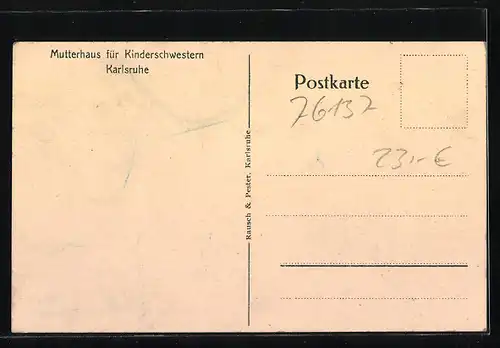 Mutterhaus für Kinderschwestern
Karlsruhe
Postkarte
76137
23,-€
Rausch & Pester, Karlsruhe